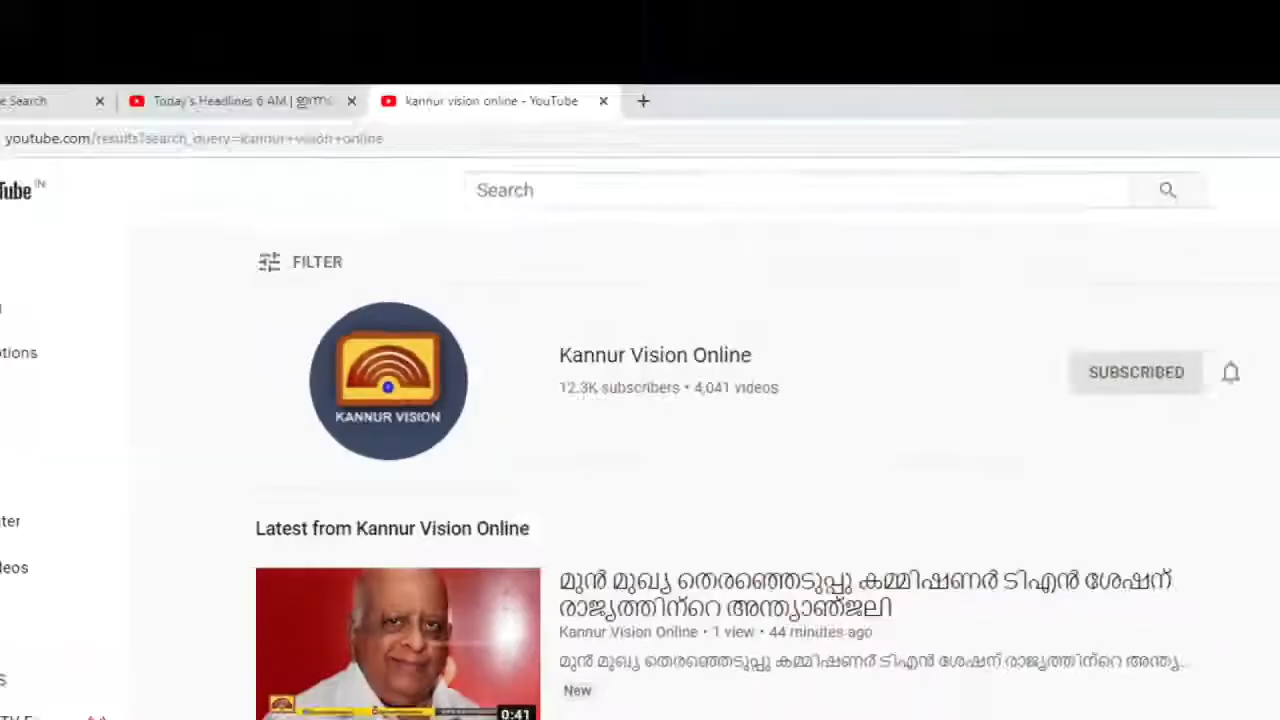 e Search
Today's Headlines 6 AM |
kannur vision online - YouTube
youtube.com/results?search_query=kannur+vision+online
Tube IN
Search
FILTER
KANNUR VISION
Kannur Vision Online
12.3K subscribers • 4,041 videos
SUBSCRIBED
otions
Latest from Kannur Vision Online
മുൻ മുഖ്യ തെരഞ്ഞെടുപ്പു കമ്മിഷണർ ടിഎൻ ശേഷന്
രാജ്യത്തിന്റെ അന്ത്യാഞ്ജലി
Kannur Vision Online • 1 view • 44 minutes ago
മുൻ മുഖ്യ തെരഞ്ഞെടുപ്പു കമ്മിഷണർ ടിഎൻ ശേഷന് രാജ്യത്തിന്റെ അന്ത്യ...
New
0:41
ter
eos
s